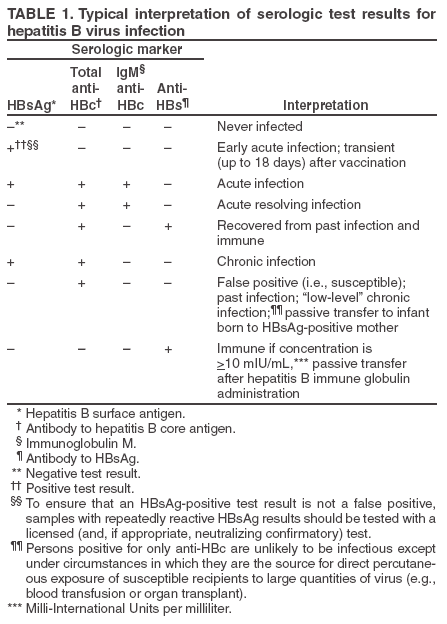 TABLE 1. Typical interpretation of serologic test results for
hepatitis B virus infection
Serologic marker
Total IgM§
anti- anti- Anti-
HBsAg* HBc† HBc HBs¶ Interpretation
–** – – – Never infected
+††§§ – – – Early acute infection; transient
(up to 18 days) after vaccination
+ + + – Acute infection
– + + – Acute resolving infection
– + – + Recovered from past infection and
immune
+ + – – Chronic infection
– + – – False positive (i.e., susceptible);
past infection; “low-level” chronic
infection;¶¶ passive transfer to infant
born to HBsAg-positive mother
– – – + Immune if concentration is
≥10 mIU/mL,*** passive transfer
after hepatitis B immune globulin
administration
* Hepatitis B surface antigen.
† Antibody to hepatitis B core antigen.
§ Immunoglobulin M.
¶ Antibody to HBsAg.
** Negative test result.
†† Positive test result.
§§ To ensure that an HBsAg-positive test result is not a false positive,
samples with repeatedly reactive HBsAg results should be tested with a
licensed (and, if appropriate, neutralizing confirmatory) test.
¶¶ Persons positive for only anti-HBc are unlikely to be infectious except
under circumstances in which they are the source for direct percutane-
ous exposure of susceptible recipients to large quantities of virus (e.g.,
blood transfusion or organ transplant).
*** Milli-International Units per milliliter.